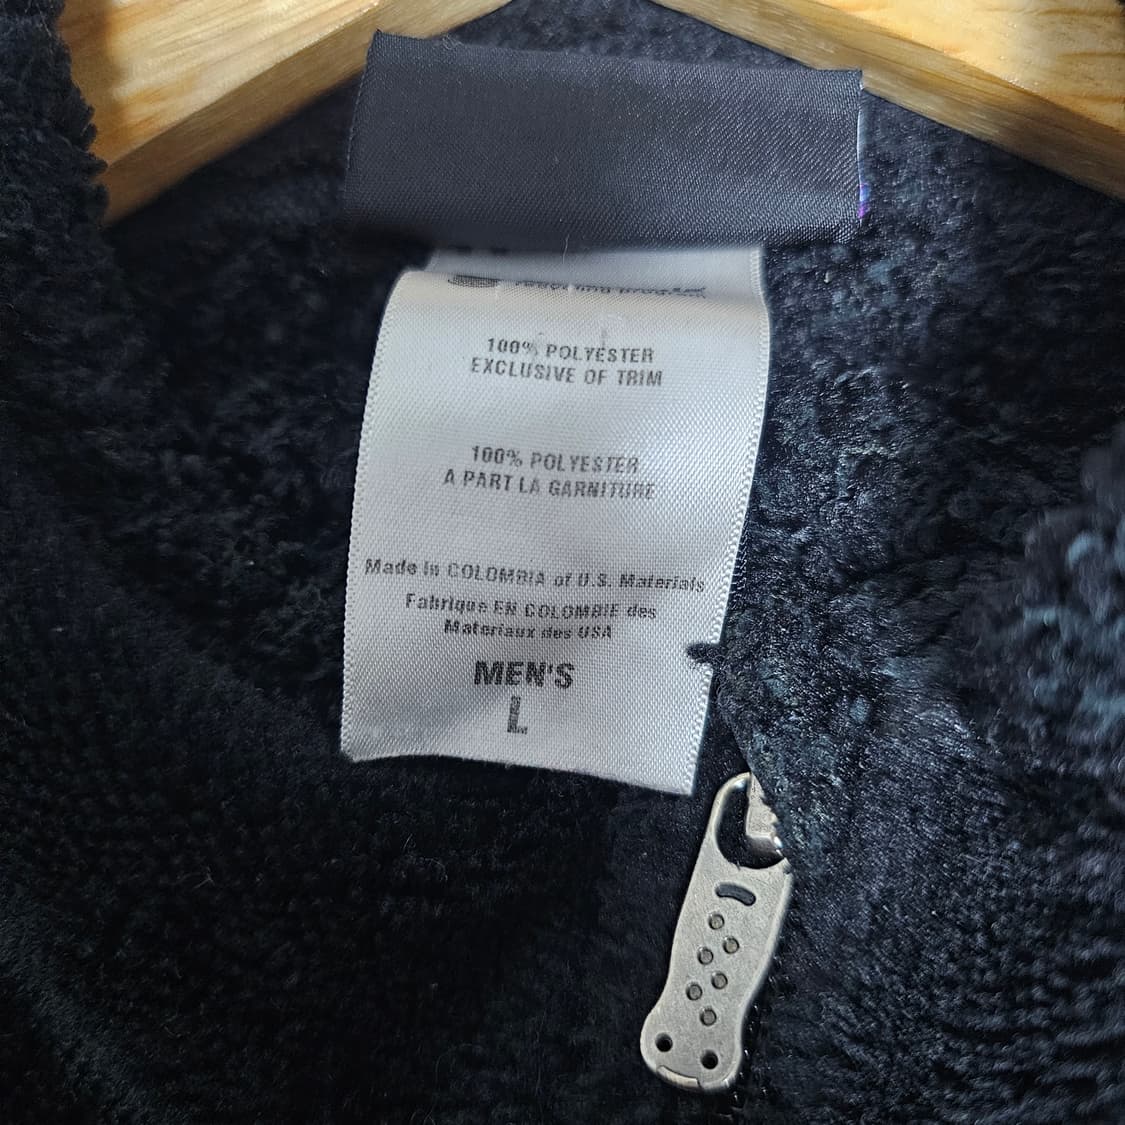 100% POLYESTER
EXCLUSIVE OF TRIM
100% POLYESTER
A PART LA GARNITURE
Made in COLOMBIA of U.S. Materials
Fabrique EN COLOMBIE des
Materiaux des USA
MEN'S
L